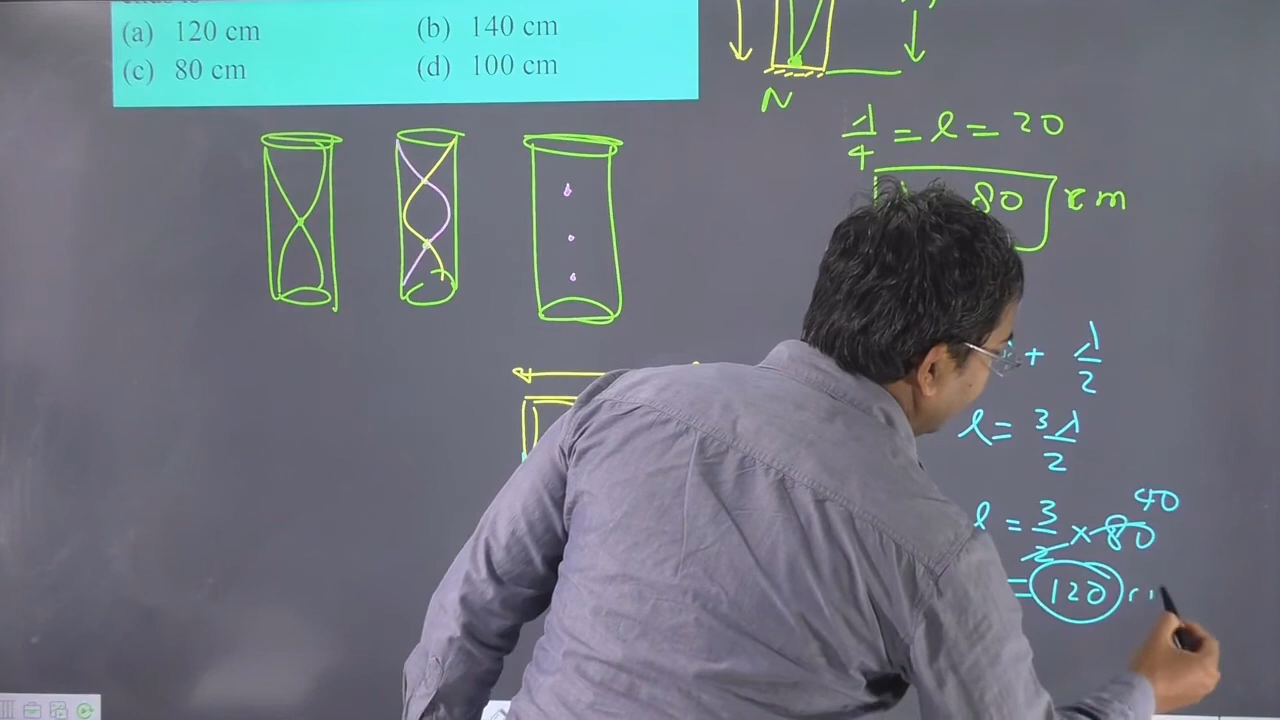 (a) 120 cm (b) 140 cm
(c) 80 cm (d) 100 cm
N
λ/4 = l = 20
80 cm
+ λ/2
l = 3λ/2
l = 3/2 × 80 40
= 120